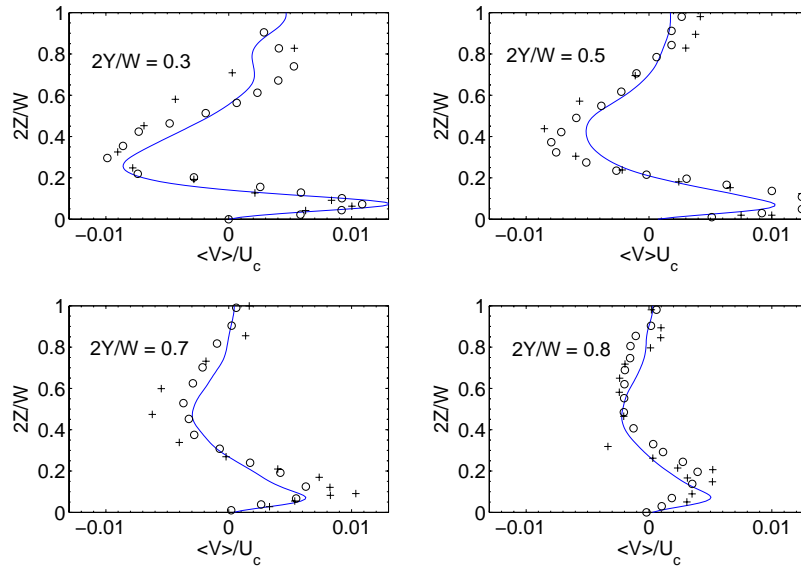 1
0.8
0.6
0.4
0.2
0
2Z/W
2Y/W = 0.3
−0.01 0 0.01
<V>/U_c
1
0.8
0.6
0.4
0.2
0
2Z/W
2Y/W = 0.5
−0.01 0 0.01
<V>U_c
1
0.8
0.6
0.4
0.2
0
2Z/W
2Y/W = 0.7
−0.01 0 0.01
<V>/U_c
1
0.8
0.6
0.4
0.2
0
2Z/W
2Y/W = 0.8
−0.01 0 0.01
<V>/U_c